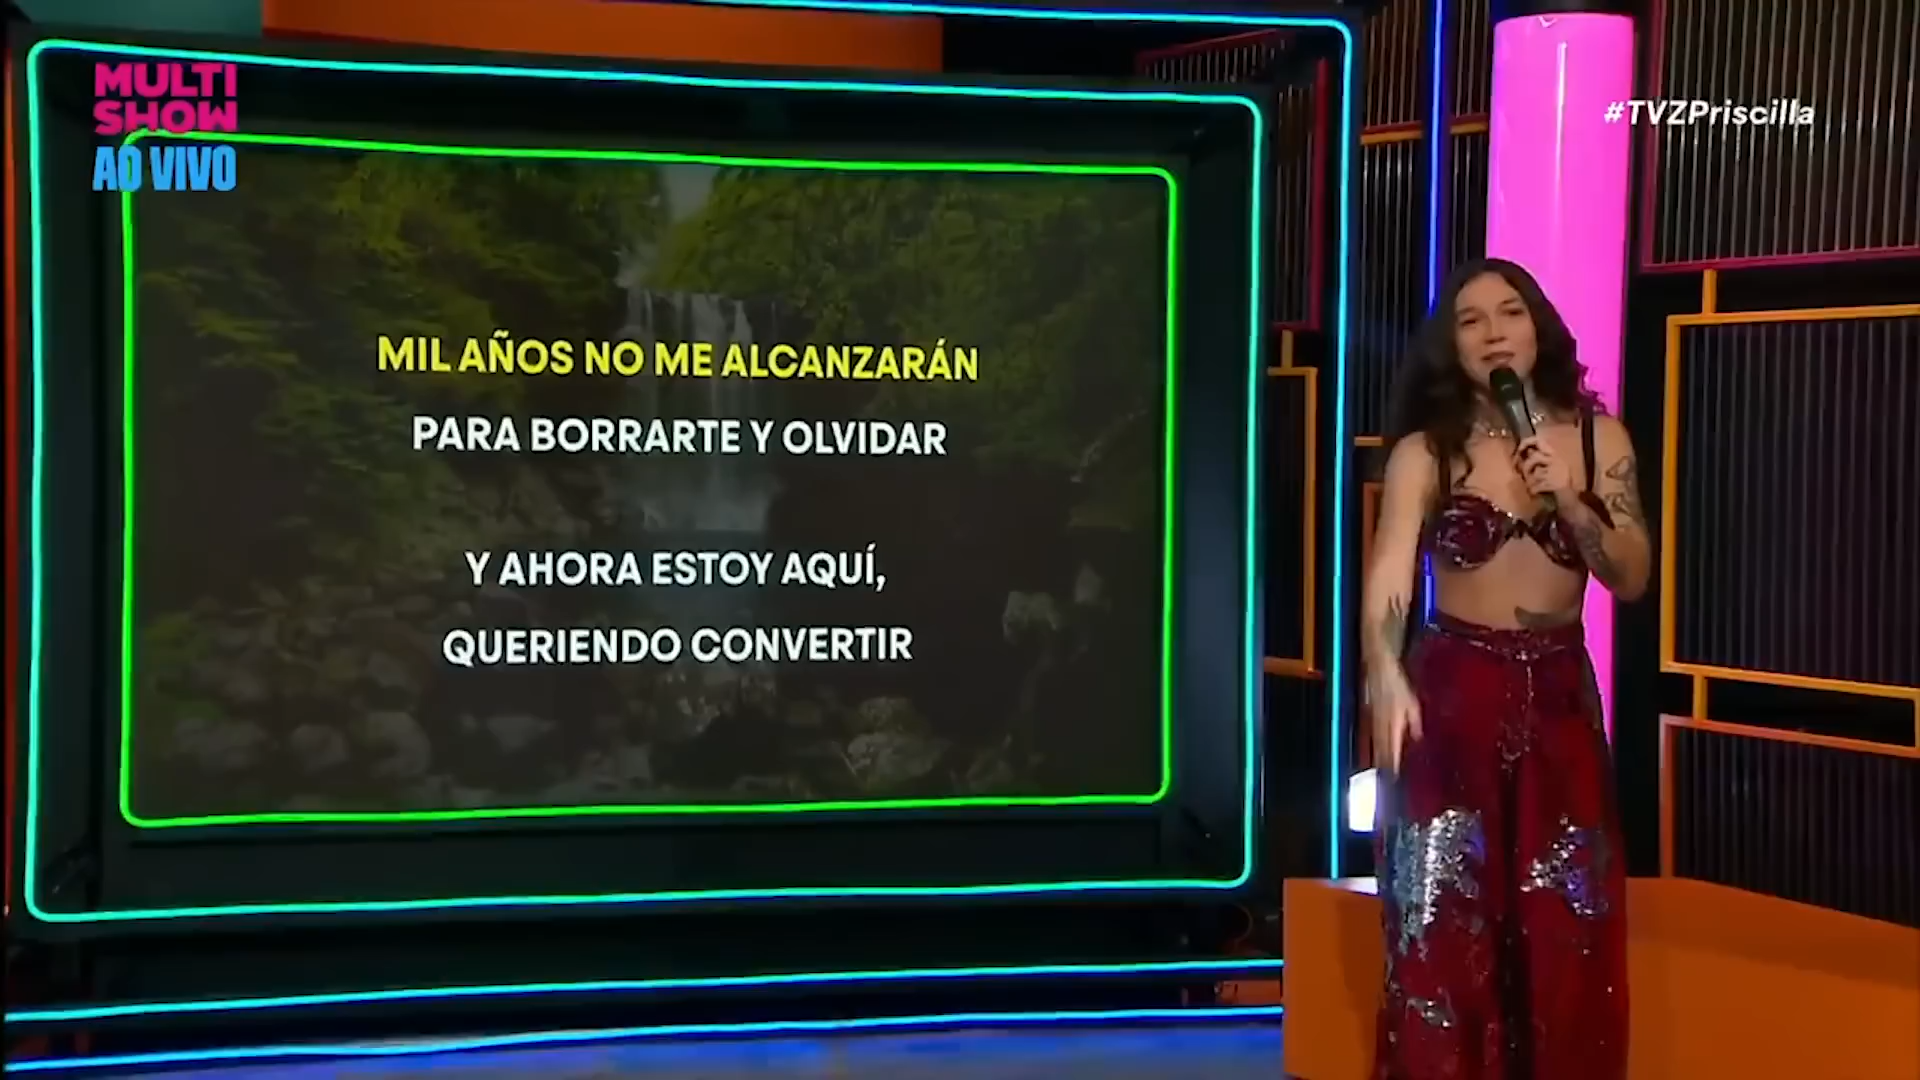 MULTI
SHOW
AO VIVO
#TVZPriscilla
MIL AÑOS NO ME ALCANZARÁN
PARA BORRARTE Y OLVIDAR
Y AHORA ESTOY AQUÍ,
QUERIENDO CONVERTIR